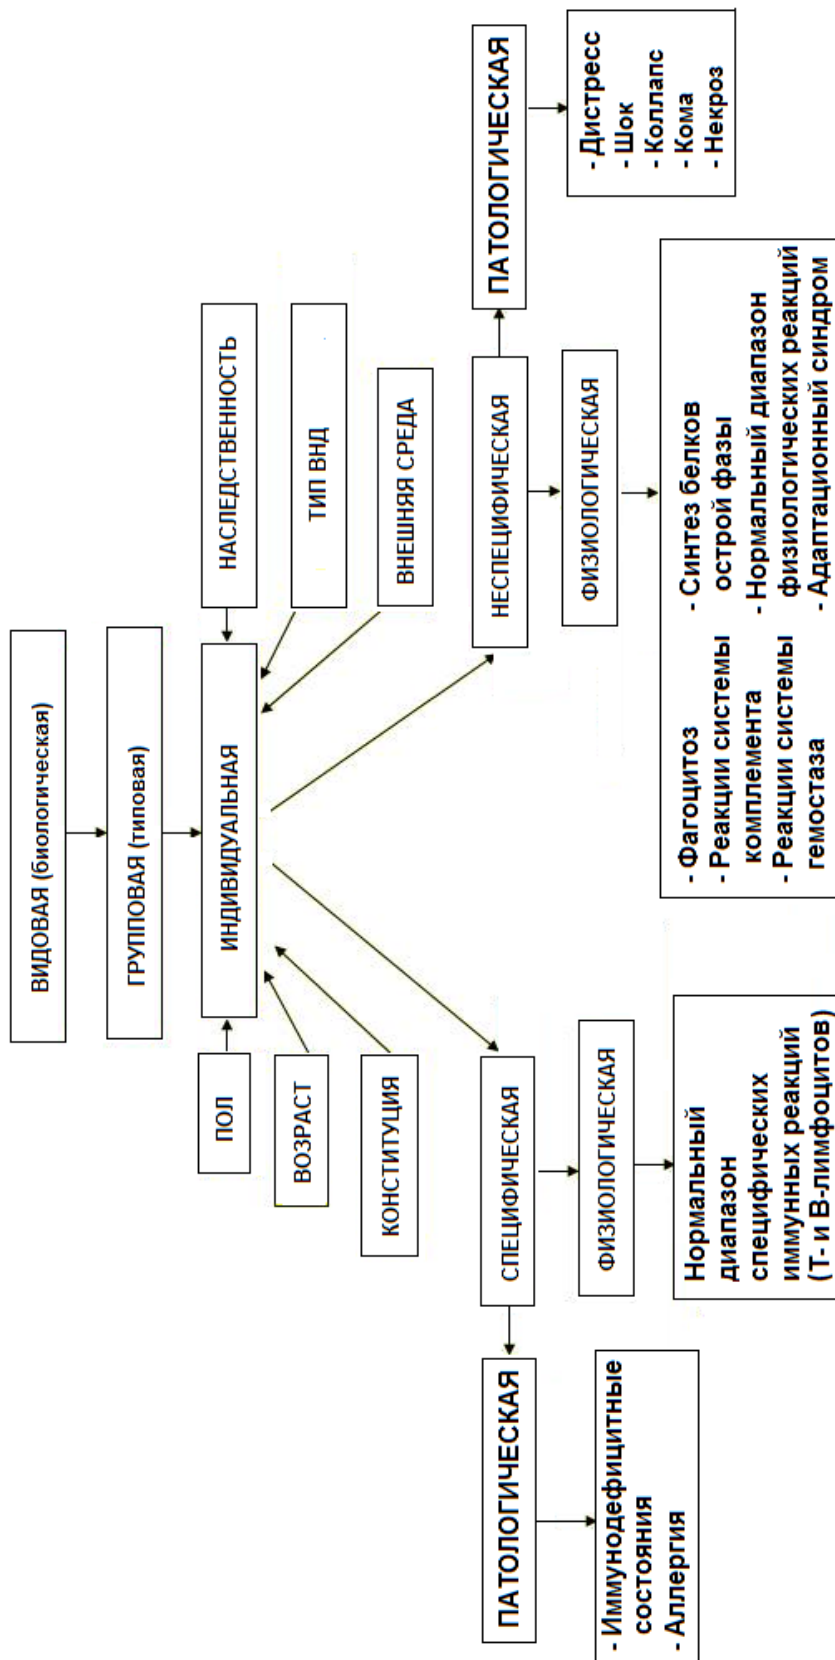 ВИДОВАЯ (биологическая)
ГРУППОВАЯ (типовая)
ПОЛ
ИНДИВИДУАЛЬНАЯ
НАСЛЕДСТВЕННОСТЬ
ВОЗРАСТ
ТИП ВНД
КОНСТИТУЦИЯ
ВНЕШНЯЯ СРЕДА
ПАТОЛОГИЧЕСКАЯ
СПЕЦИФИЧЕСКАЯ
НЕСПЕЦИФИЧЕСКАЯ
ПАТОЛОГИЧЕСКАЯ
ФИЗИОЛОГИЧЕСКАЯ
ФИЗИОЛОГИЧЕСКАЯ
- Иммунодефицитные
состояния
- Аллергия
Нормальный
диапазон
специфических
иммунных реакций
(Т- и В-лимфоцитов)
- Фагоцитоз
- Реакции системы
комплемента
- Реакции системы
гемостаза
- Синтез белков
острой фазы
- Нормальный диапазон
физиологических реакций
- Адаптационный синдром
- Дистресс
- Шок
- Коллапс
- Кома
- Некроз